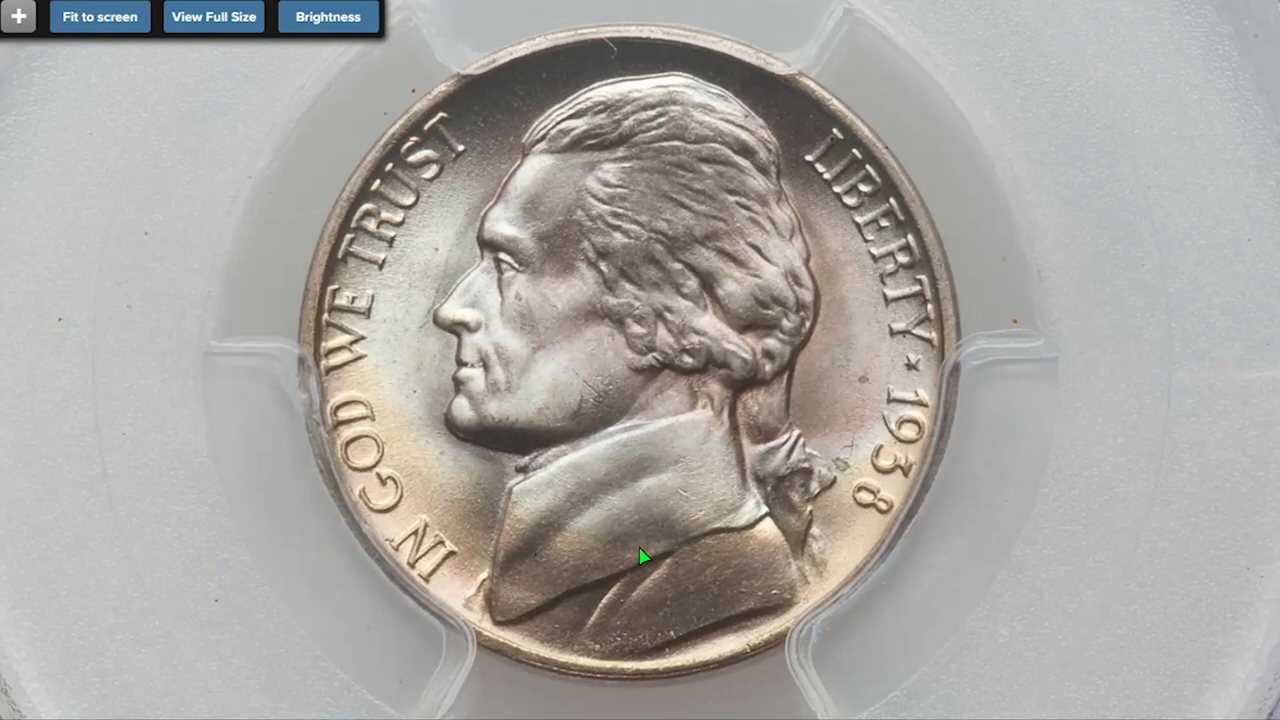 + Fit to screen View Full Size Brightness
IN GOD WE TRUST
LIBERTY ★ 1938